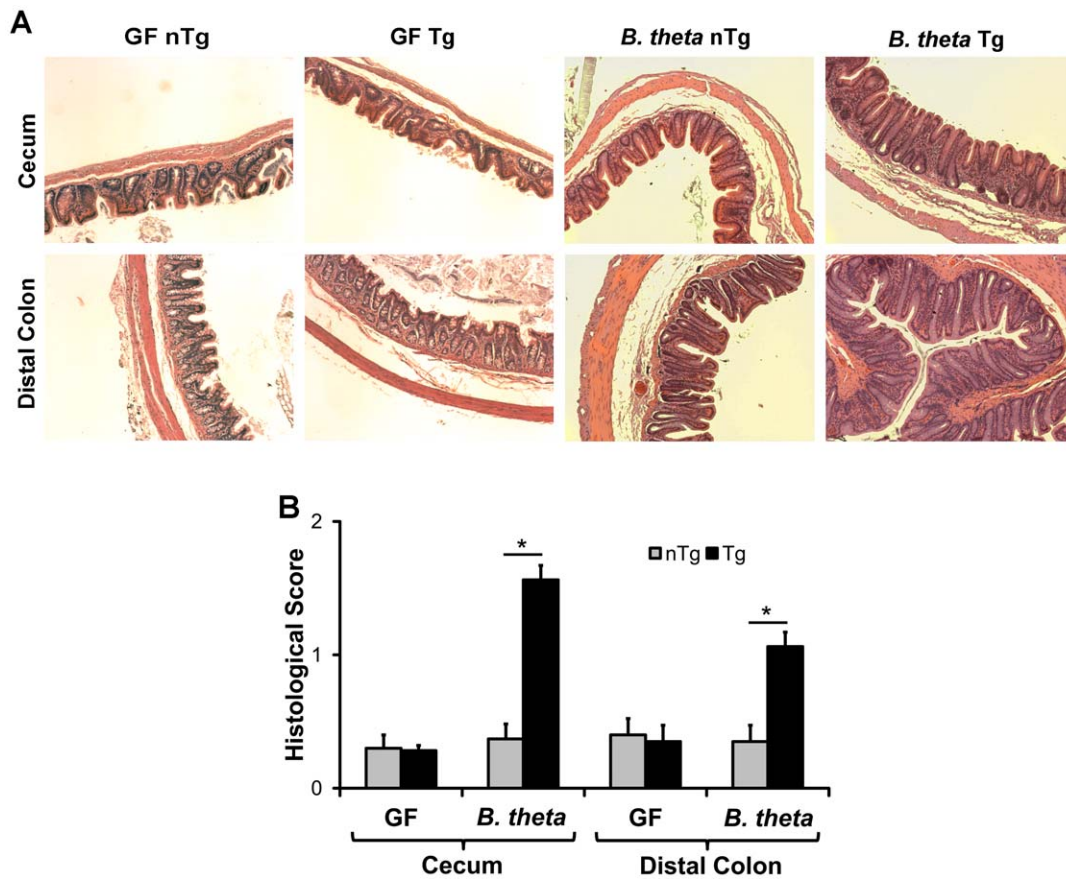 A
GF nTg GF Tg B. theta nTg B. theta Tg
Cecum
Distal Colon
B
2
1
0
Histological Score
* *
nTg Tg
GF B. theta GF B. theta
Cecum Distal Colon